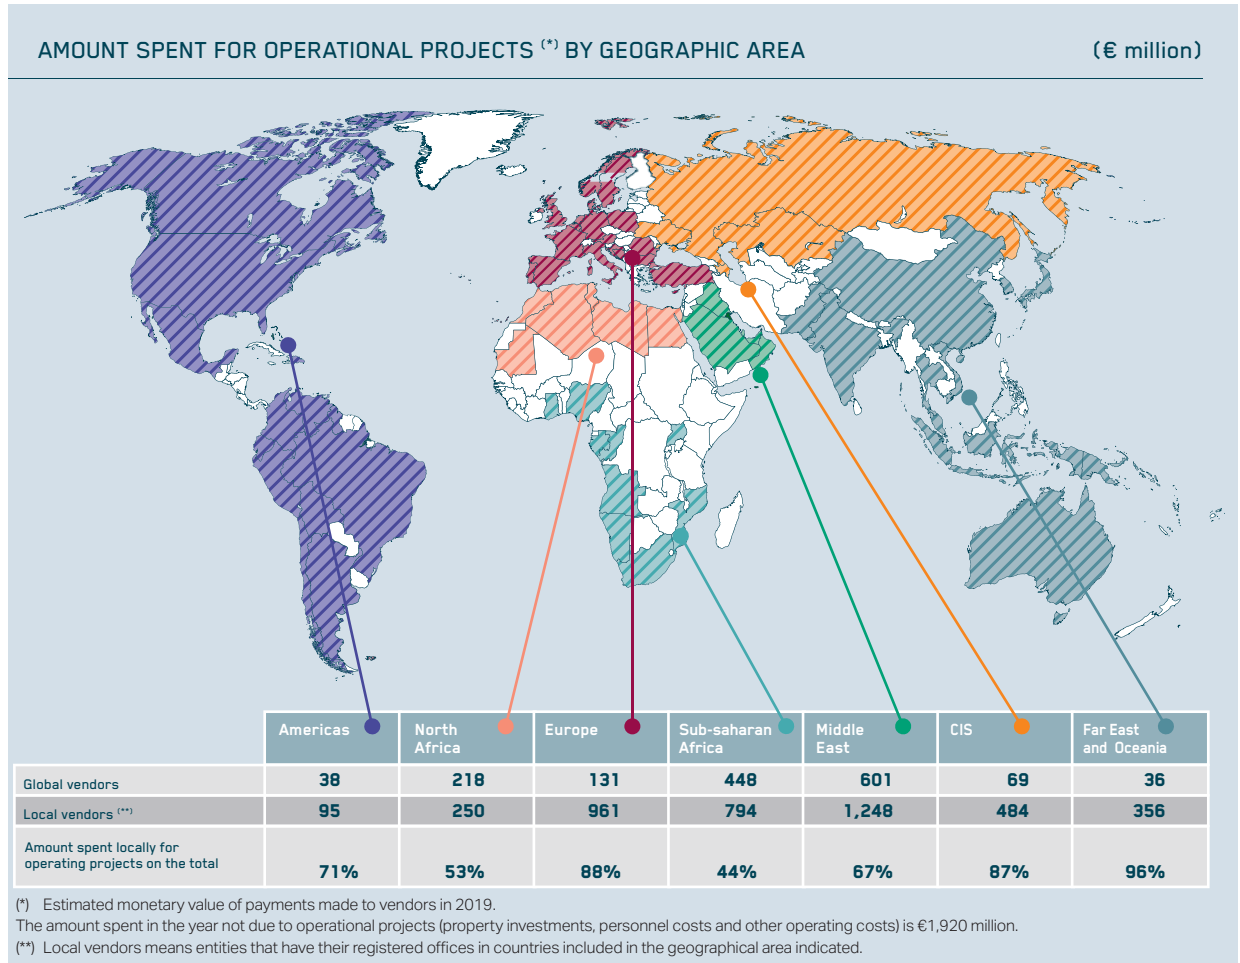 AMOUNT SPENT FOR OPERATIONAL PROJECTS (*) BY GEOGRAPHIC AREA (€ million)
Americas North Africa Europe Sub-saharan Africa Middle East CIS Far East and Oceania
Global vendors 38 218 131 448 601 69 36
Local vendors (**) 95 250 961 794 1,248 484 356
Amount spent locally for
operating projects on the total 71% 53% 88% 44% 67% 87% 96%
(*) Estimated monetary value of payments made to vendors in 2019.
The amount spent in the year not due to operational projects (property investments, personnel costs and other operating costs) is €1,920 million.
(**) Local vendors means entities that have their registered offices in countries included in the geographical area indicated.